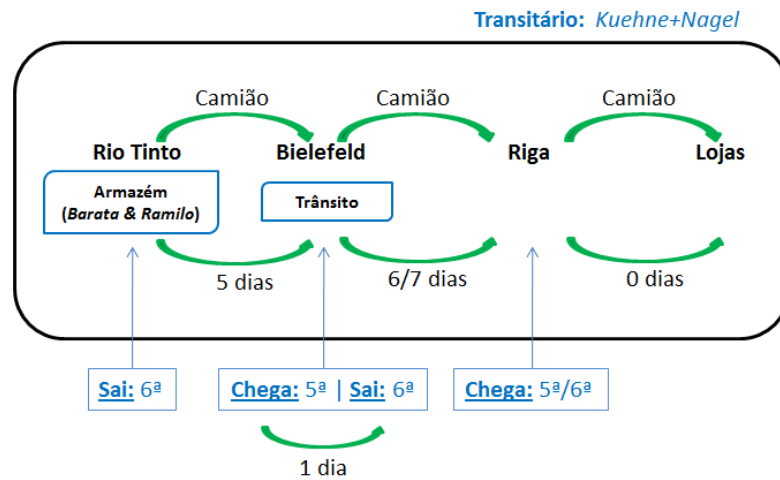 Transitário: Kuehne+Nagel
Camião
Camião
Camião
Rio Tinto
Bielefeld
Riga
Lojas
Armazém
(Barata & Ramilo)
Trânsito
5 dias
6/7 dias
0 dias
Sai: 6ª
Chega: 5ª | Sai: 6ª
Chega: 5ª/6ª
1 dia